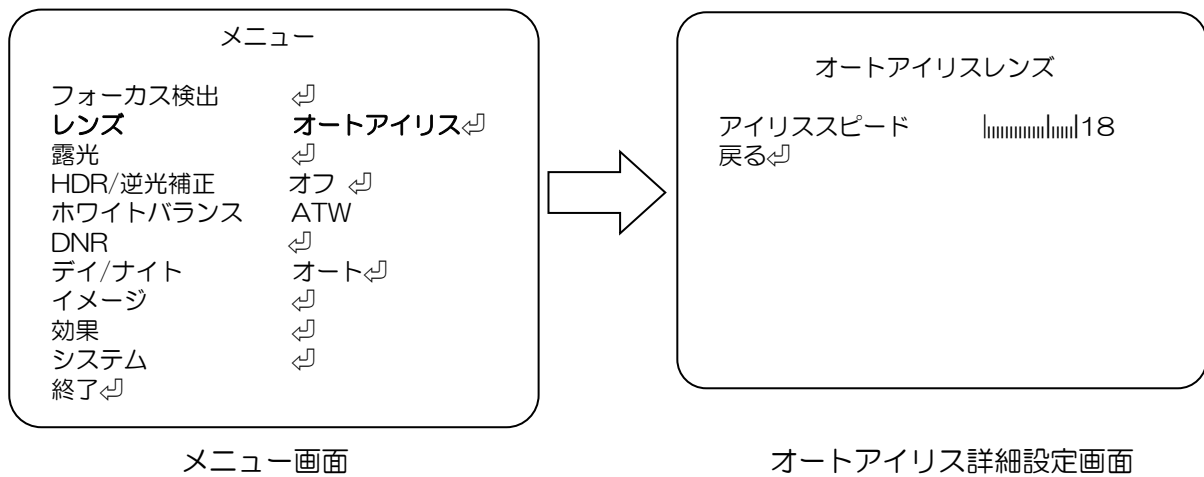 メニュー
フォーカス検出 ⏎
レンズ オートアイリス⏎
露光 ⏎
HDR/逆光補正 オフ ⏎
ホワイトバランス ATW
DNR ⏎
デイ/ナイト オート⏎
イメージ ⏎
効果 ⏎
システム ⏎
終了⏎
メニュー画面
オートアイリスレンズ
アイリススピード 18
戻る⏎
オートアイリス詳細設定画面